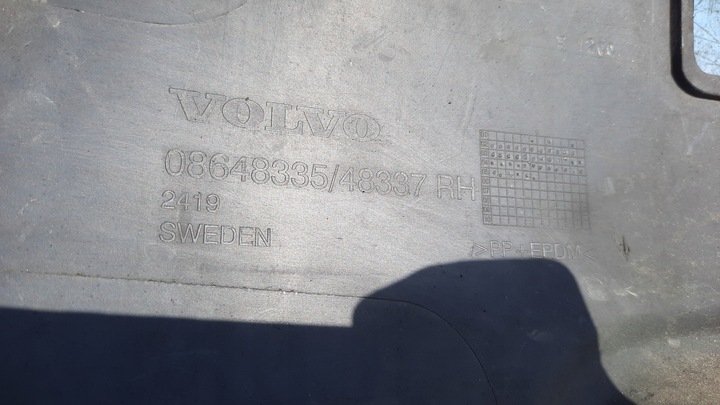 VOLVO
08648335/48337 RH
2419
SWEDEN
>PP+EPDM<